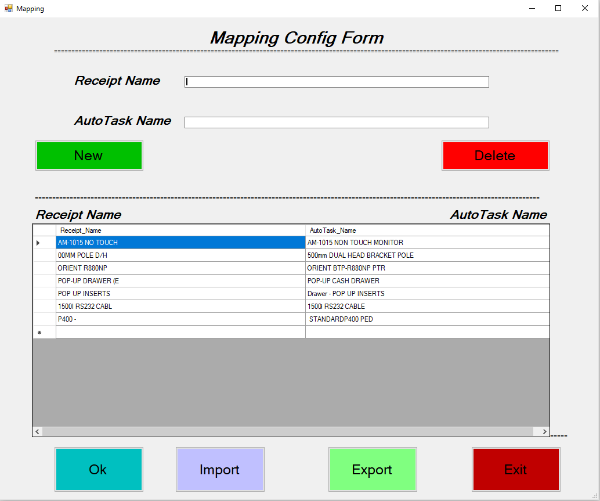 Mapping
Mapping Config Form
Receipt Name
AutoTask Name
New Delete
Receipt Name AutoTask Name
Receipt_Name AutoTask_Name
AM-1015 NO TOUCH AM-1015 NON TOUCH MONITOR
00MM POLE D/H 500mm DUAL HEAD BRACKET POLE
ORIENT R880NP ORIENT BTP-R880NP PTR
POP-UP DRAWER (E POP-UP CASH DRAWER
POP UP INSERTS Drawer - POP UP INSERTS
1500I RS232 CABL 1500I RS232 CABLE
P400 - STANDARDP400 PED
Ok Import Export Exit